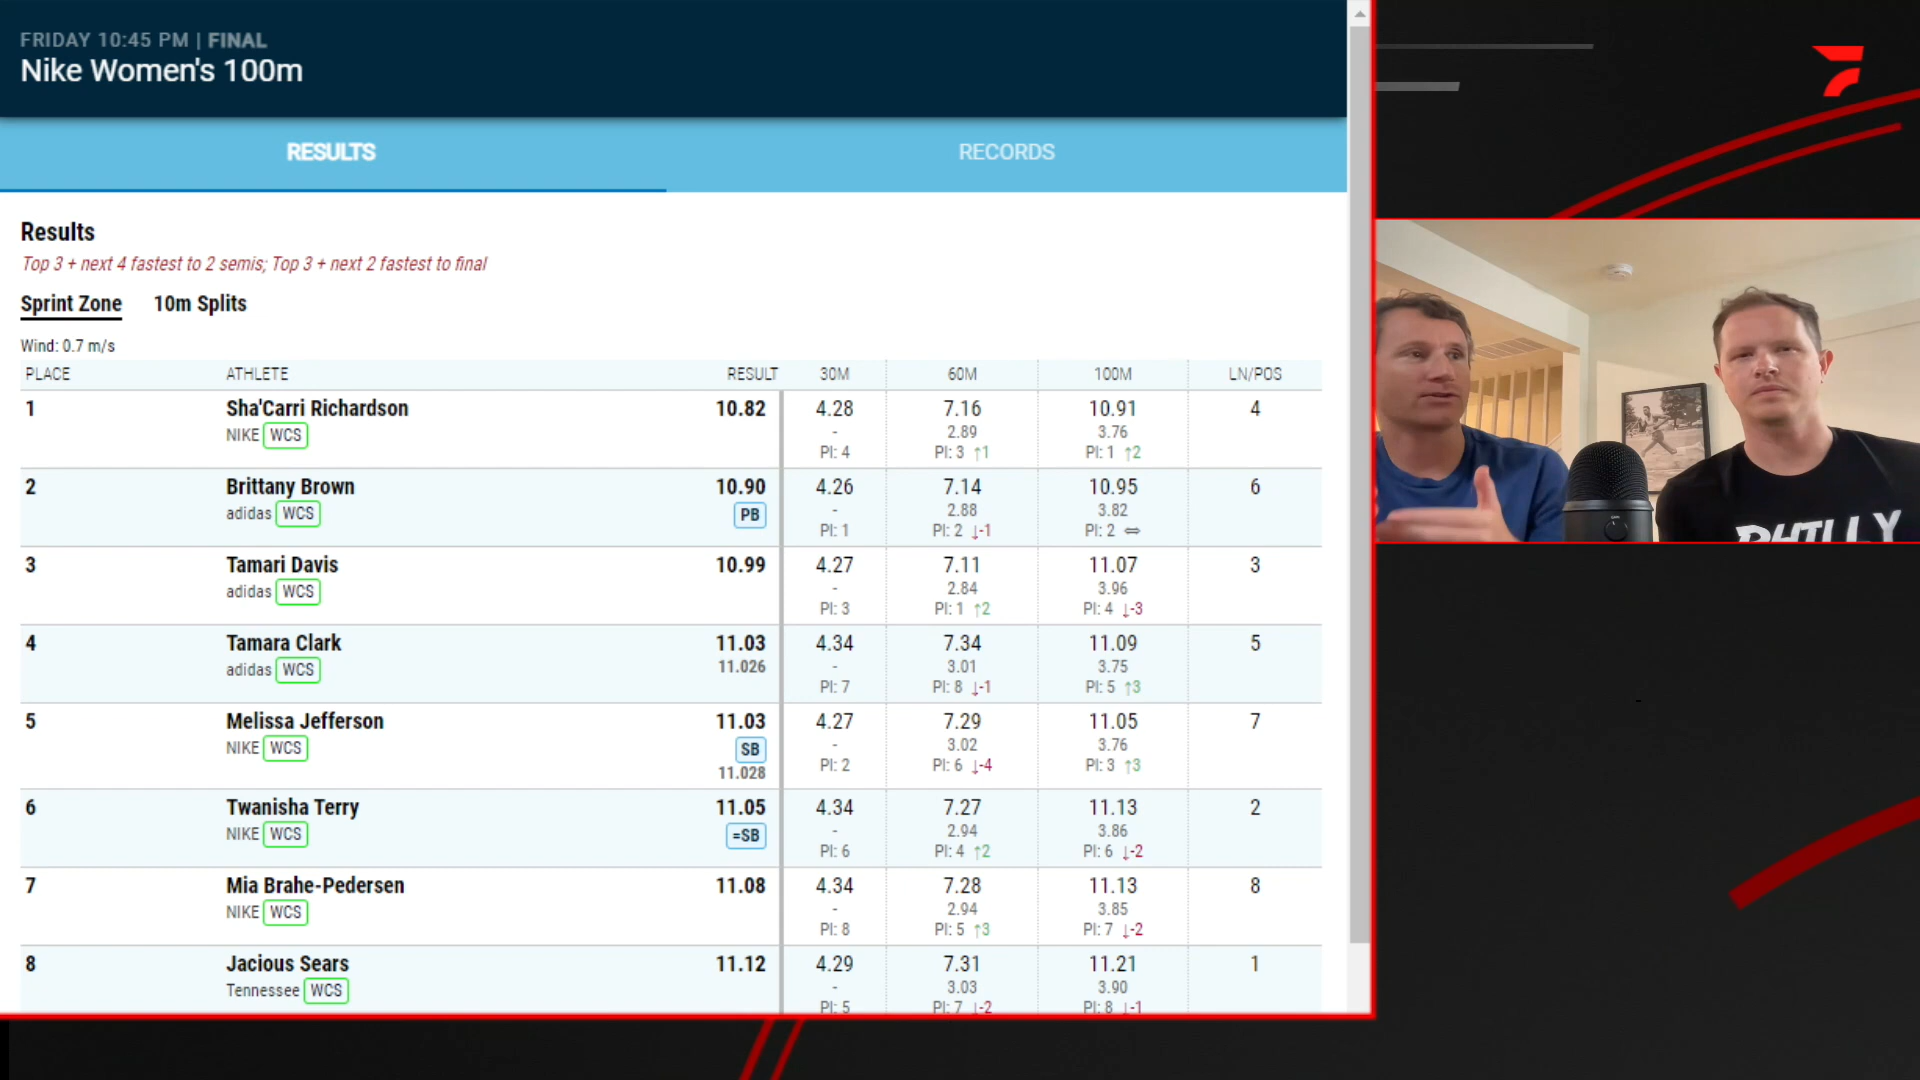 FRIDAY 10:45 PM | FINAL
Nike Women's 100m
RESULTS RECORDS
Results
Top 3 + next 4 fastest to 2 semis; Top 3 + next 2 fastest to final
Sprint Zone 10m Splits
Wind: 0.7 m/s
PLACE ATHLETE RESULT 30M 60M 100M LN/POS
1 Sha'Carri Richardson 10.82 4.28 7.16 10.91 4
NIKE WCS - 2.89 3.76
Pl: 4 Pl: 3 ↑1 Pl: 1 ↑2
2 Brittany Brown 10.90 4.26 7.14 10.95 6
adidas WCS PB - 2.88 3.82
Pl: 1 Pl: 2 ↓-1 Pl: 2 ⇔
3 Tamari Davis 10.99 4.27 7.11 11.07 3
adidas WCS - 2.84 3.96
Pl: 3 Pl: 1 ↑2 Pl: 4 ↓-3
4 Tamara Clark 11.03 4.34 7.34 11.09 5
adidas WCS 11.026 - 3.01 3.75
Pl: 7 Pl: 8 ↓-1 Pl: 5 ↑3
5 Melissa Jefferson 11.03 4.27 7.29 11.05 7
NIKE WCS SB - 3.02 3.76
11.028 Pl: 2 Pl: 6 ↓-4 Pl: 3 ↑3
6 Twanisha Terry 11.05 4.34 7.27 11.13 2
NIKE WCS =SB - 2.94 3.86
Pl: 6 Pl: 4 ↑2 Pl: 6 ↓-2
7 Mia Brahe-Pedersen 11.08 4.34 7.28 11.13 8
NIKE WCS - 2.94 3.85
Pl: 8 Pl: 5 ↑3 Pl: 7 ↓-2
8 Jacious Sears 11.12 4.29 7.31 11.21 1
Tennessee WCS - 3.03 3.90
Pl: 5 Pl: 7 ↓-2 Pl: 8 ↓-1
PHILLY